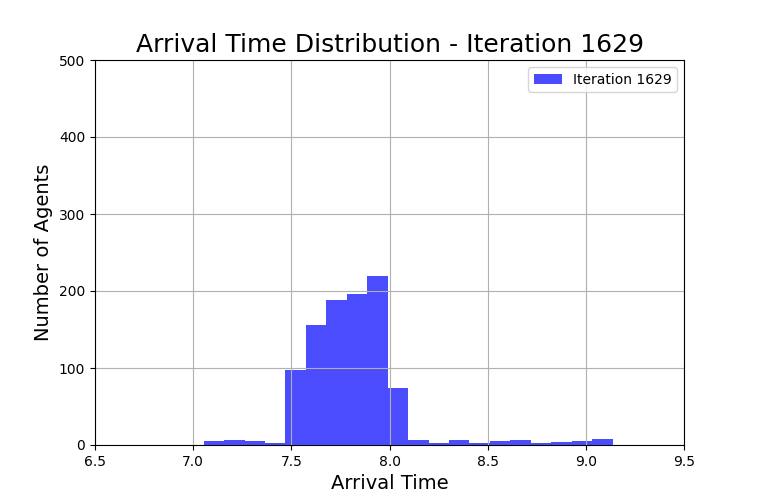 Arrival Time Distribution - Iteration 1629
Iteration 1629
500
400
300
200
100
0
Number of Agents
6.5 7.0 7.5 8.0 8.5 9.0 9.5
Arrival Time